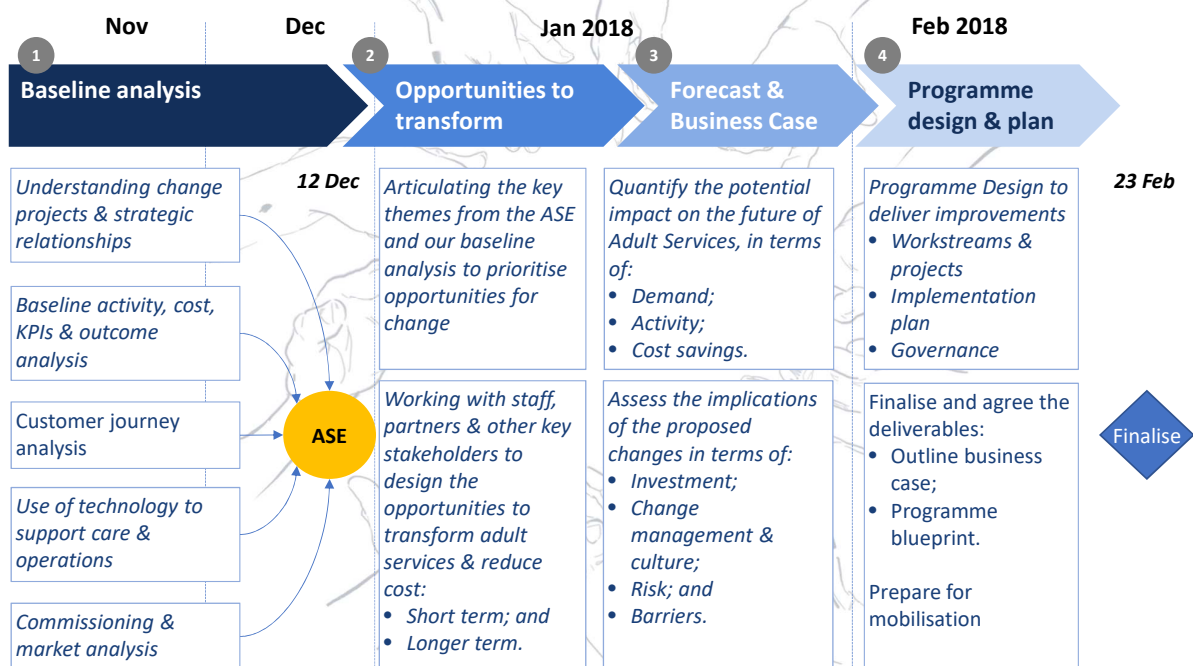 Nov
Dec
Jan 2018
Feb 2018
1
2
3
4
Baseline analysis
Opportunities to
transform
Forecast &
Business Case
Programme
design & plan
12 Dec
23 Feb
Understanding change
projects & strategic
relationships
Baseline activity, cost,
KPIs & outcome
analysis
Customer journey
analysis
Use of technology to
support care &
operations
Commissioning &
market analysis
ASE
Articulating the key
themes from the ASE
and our baseline
analysis to prioritise
opportunities for
change
Working with staff,
partners & other key
stakeholders to
design the
opportunities to
transform adult
services & reduce
cost:
• Short term; and
• Longer term.
Quantify the potential
impact on the future of
Adult Services, in terms
of:
• Demand;
• Activity;
• Cost savings.
Assess the implications
of the proposed
changes in terms of:
• Investment;
• Change
management &
culture;
• Risk; and
• Barriers.
Programme Design to
deliver improvements
• Workstreams &
projects
• Implementation
plan
• Governance
Finalise and agree the
deliverables:
• Outline business
case;
• Programme
blueprint.
Prepare for
mobilisation
Finalise